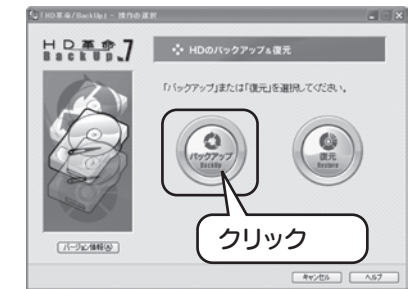 HD革命/BackUp7 - 操作の選択
HD革命
BackUp.7
HDのバックアップ&復元
「バックアップ」または「復元」を選択してください。
バックアップ
BackUp
復元
Restore
クリック
バージョン情報(A)
キャンセル
ヘルプ